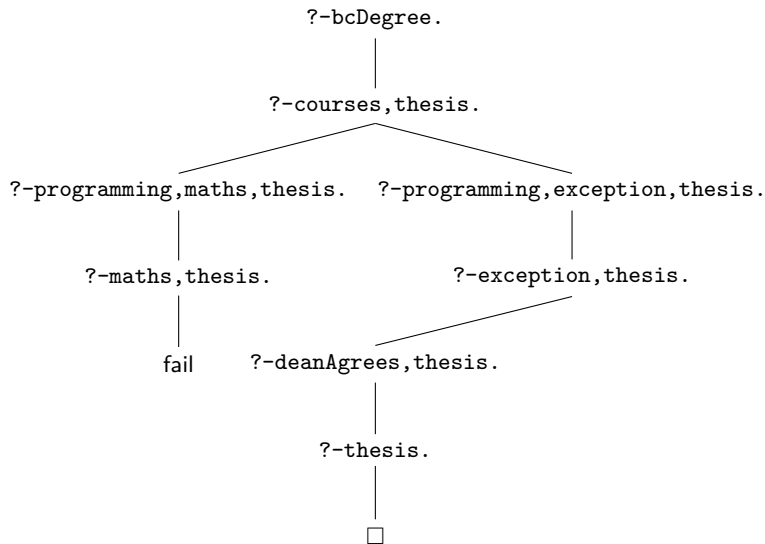 ?-bcDegree.
?-courses,thesis.
?-programming,maths,thesis. ?-programming,exception,thesis.
?-maths,thesis. ?-exception,thesis.
fail ?-deanAgrees,thesis.
?-thesis.
□